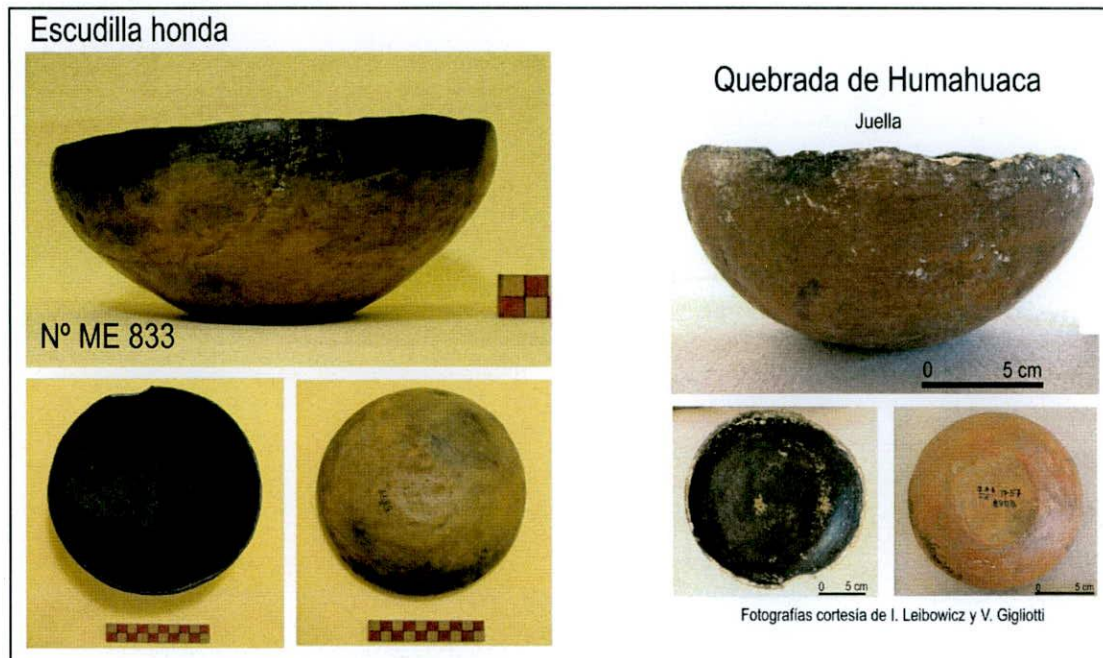 Escudilla honda
Nº ME 833
Quebrada de Humahuaca
Juella
0 5 cm
0 5 cm
0 5 cm
Fotografías cortesía de I. Leibowicz y V. Gigliotti